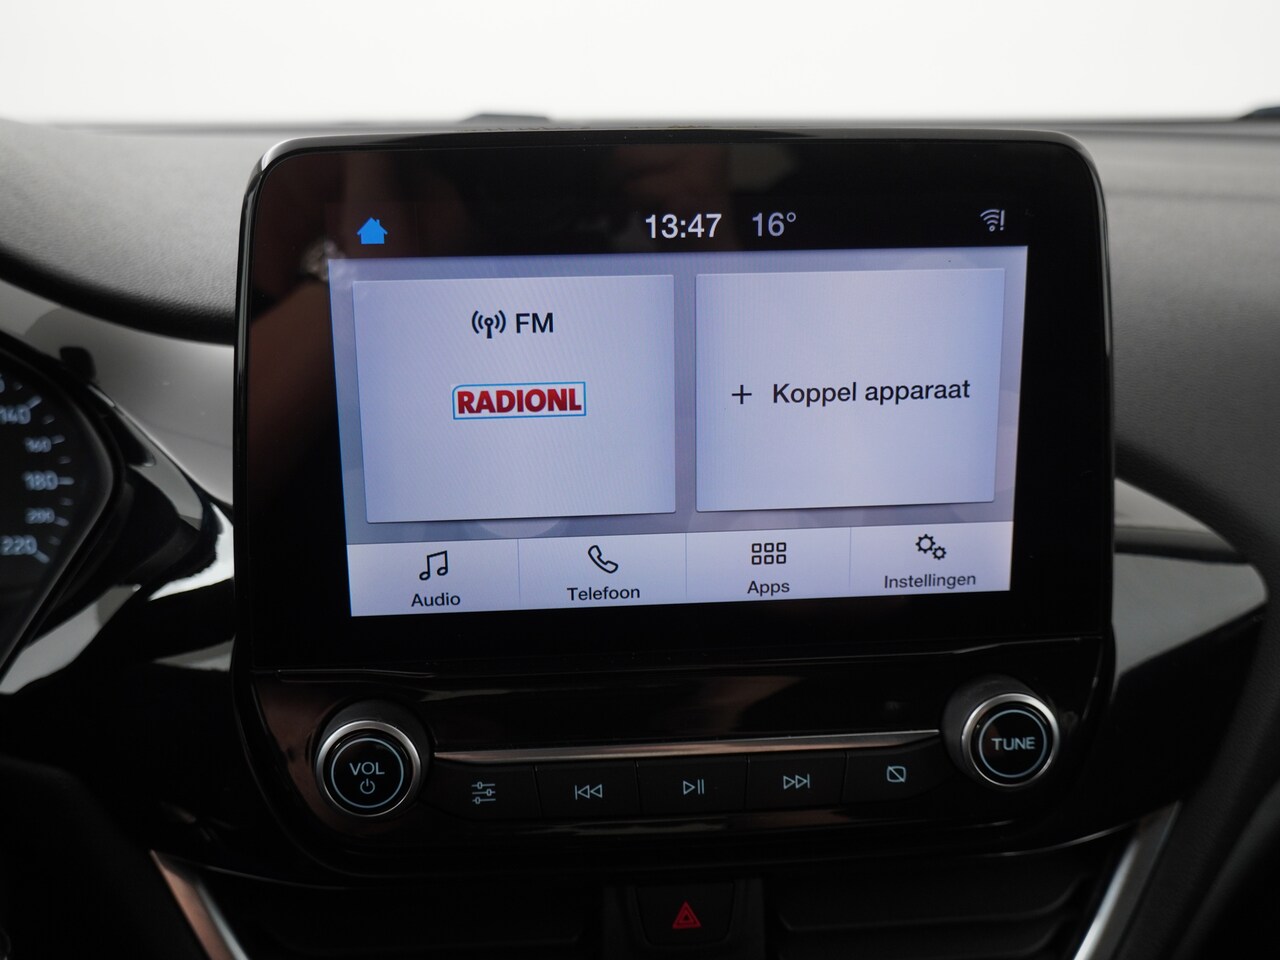 13:47 16°
FM
RADIONL
+ Koppel apparaat
Audio
Telefoon
Apps
Instellingen
140
160
180
200
220
VOL
TUNE